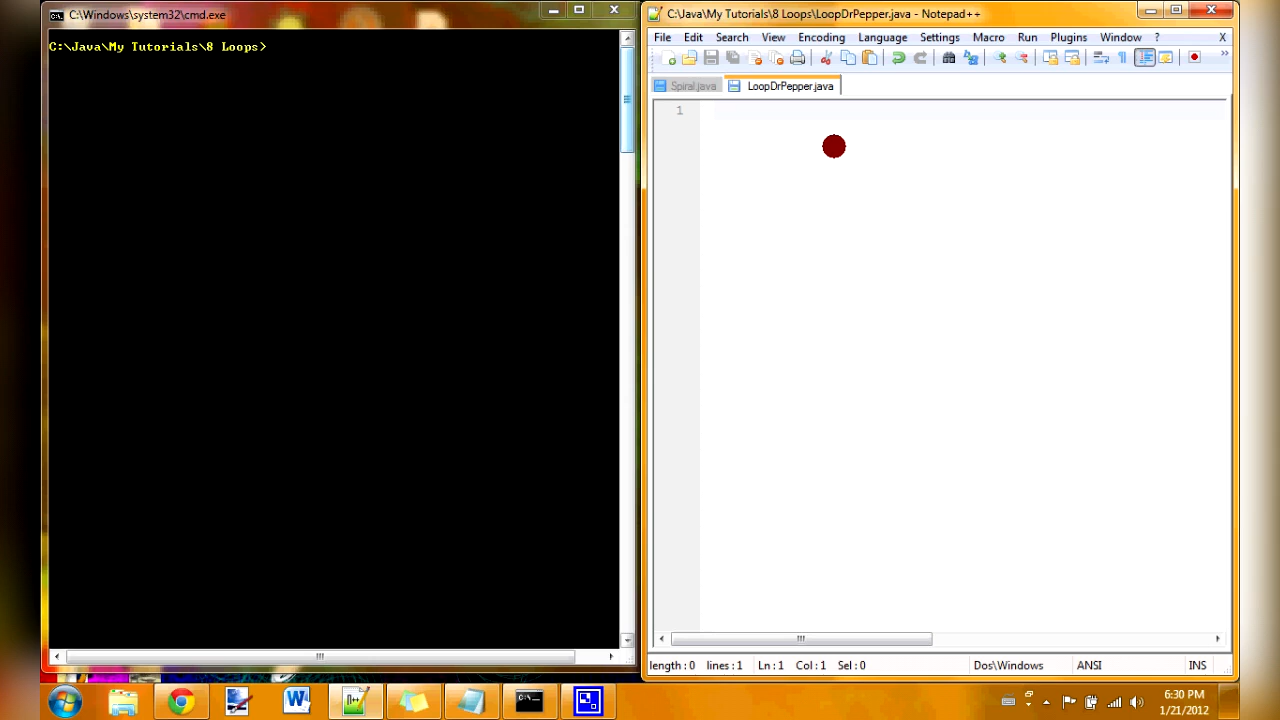 C:\Windows\system32\cmd.exe
C:\Java\My Tutorials\8 Loops>
C:\Java\My Tutorials\8 Loops\LoopDrPepper.java - Notepad++
File Edit Search View Encoding Language Settings Macro Run Plugins Window ? X
Spiral.java LoopDrPepper.java
1
length : 0 lines : 1 Ln : 1 Col : 1 Sel : 0 Dos\Windows ANSI INS
6:30 PM
1/21/2012